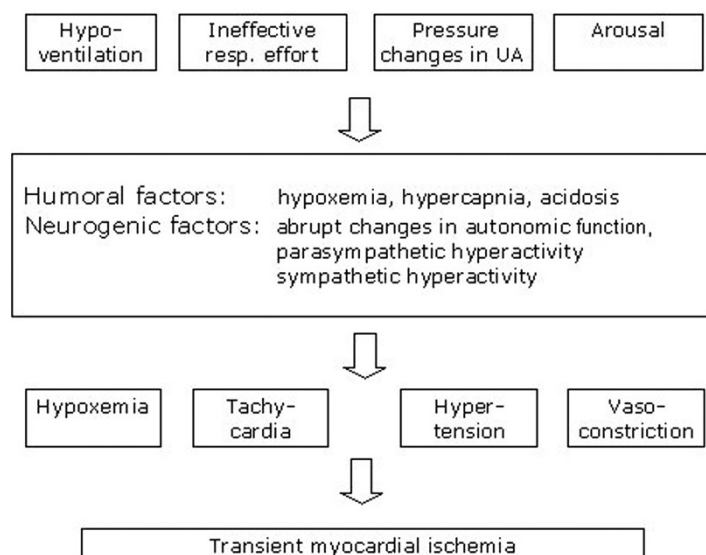 Hypo-
ventilation
Ineffective
resp. effort
Pressure
changes in UA
Arousal
Humoral factors: hypoxemia, hypercapnia, acidosis
Neurogenic factors: abrupt changes in autonomic function,
parasympathetic hyperactivity
sympathetic hyperactivity
Hypoxemia
Tachy-
cardia
Hyper-
tension
Vaso-
constriction
Transient myocardial ischemia